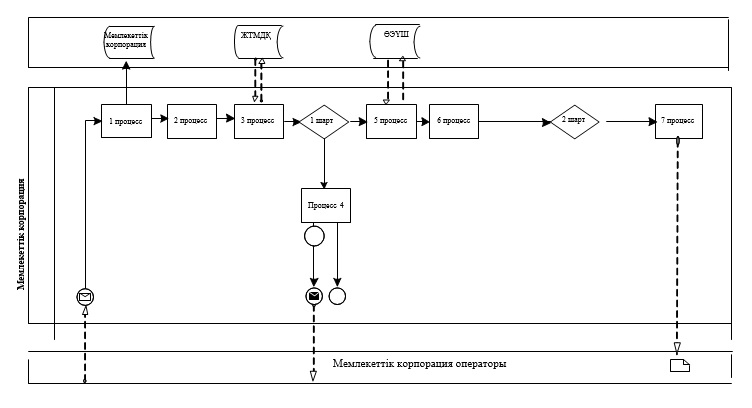 Мемлекеттік
корпорация
ЖТМДҚ
ӨЭҮШ
1 процесс
2 процесс
3 процесс
1 шарт
5 процесс
6 процесс
2 шарт
7 процесс
Процесс 4
Мемлекеттік корпорация
Мемлекеттік корпорация операторы